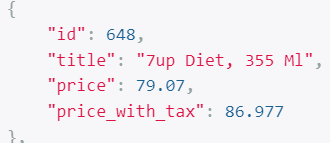 {
"id": 648,
"title": "7up Diet, 355 Ml",
"price": 79.07,
"price_with_tax": 86.977
},